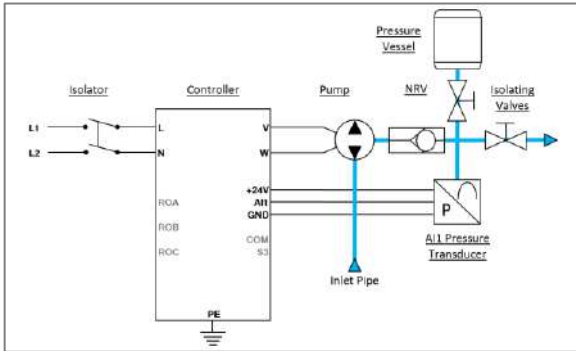 Pressure
Vessel
Isolator
Controller
Pump
NRV
Isolating
Valves
L1
L
V
L2
N
W
+24V
ROA
AI1
GND
P
ROB
COM
ROC
S3
AI1 Pressure
Transducer
Inlet Pipe
PE